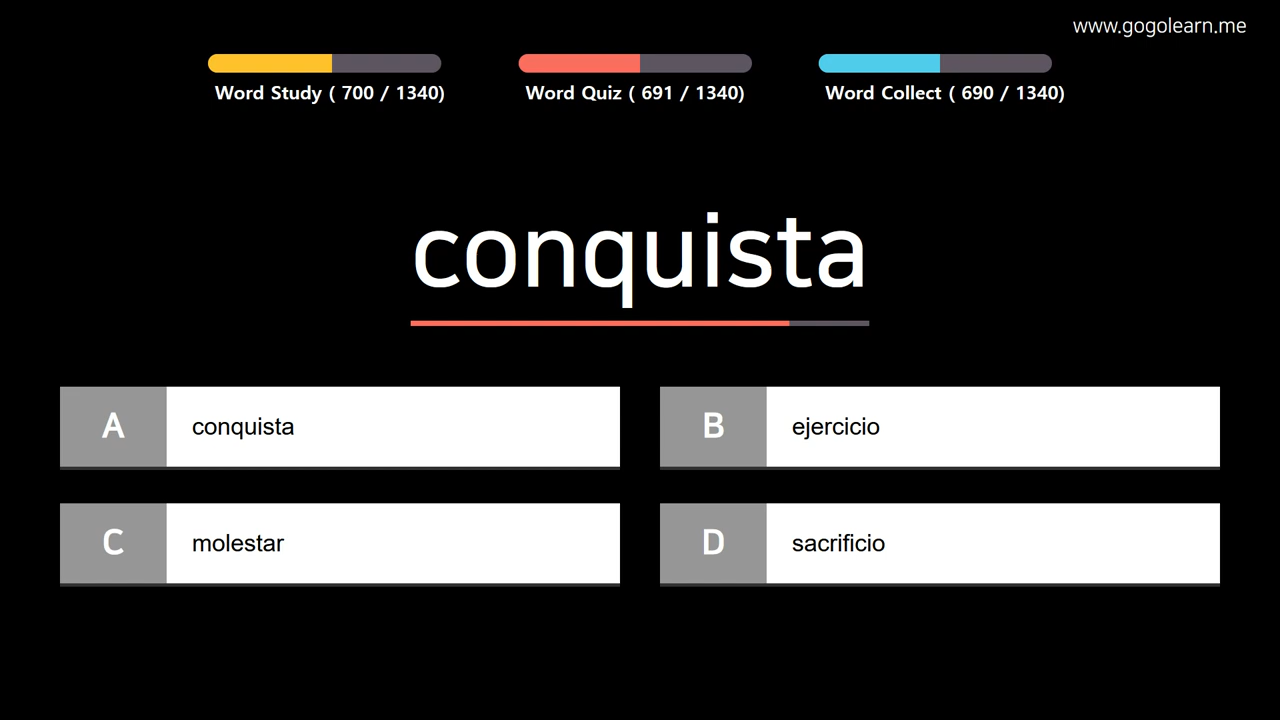 www.gogolearn.me
Word Study ( 700 / 1340)
Word Quiz ( 691 / 1340)
Word Collect ( 690 / 1340)
conquista
A conquista
B ejercicio
C molestar
D sacrificio